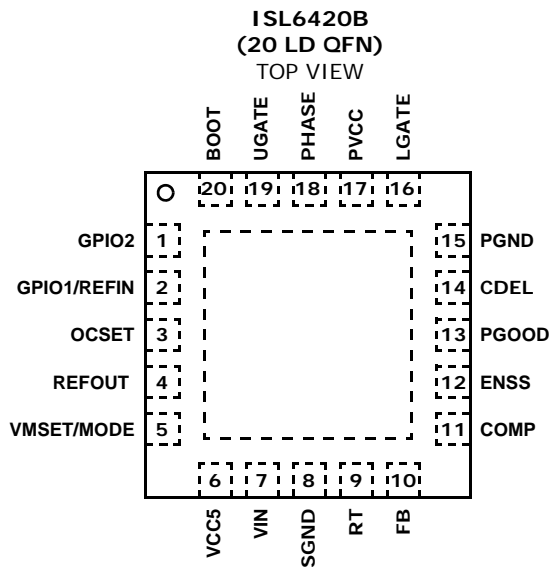 ISL6420B
(20 LD QFN)
TOP VIEW
BOOT
UGATE
PHASE
PVCC
LGATE
20 19 18 17 16
GPIO2 1
GPIO1/REFIN 2
OCSET 3
REFOUT 4
VMSET/MODE 5
15 PGND
14 CDEL
13 PGOOD
12 ENSS
11 COMP
6 7 8 9 10
VCC5
VIN
SGND
RT
FB